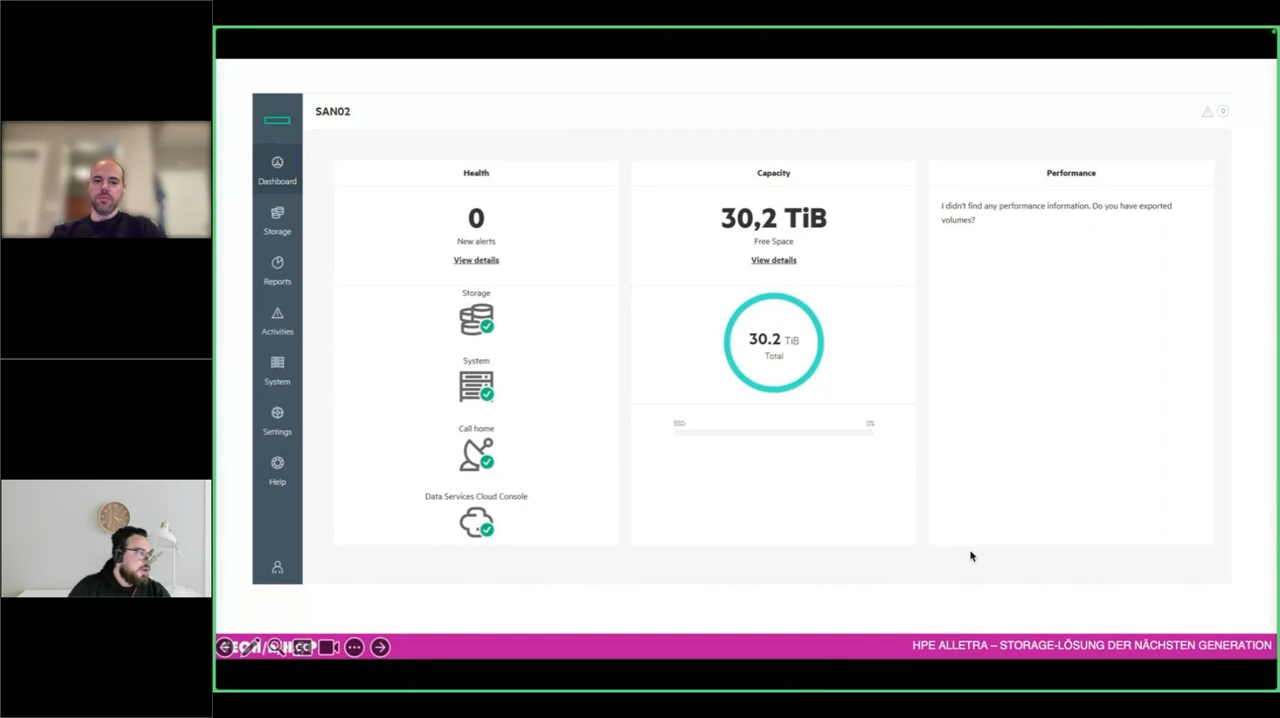 SAN02
0
Dashboard
Storage
Reports
Activities
System
Settings
Help
Health
0
New alerts
View details
Storage
System
Call home
Data Services Cloud Console
Capacity
30,2 TiB
Free Space
View details
30.2 TiB
Total
SSD 0%
Performance
I didn't find any performance information. Do you have exported
volumes?
HPE ALLETRA – STORAGE-LÖSUNG DER NÄCHSTEN GENERATION